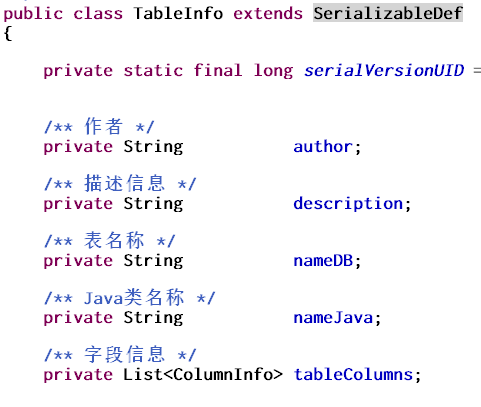 public class TableInfo extends SerializableDef
{
private static final long serialVersionUID =
/** 作者 */
private String author;
/** 描述信息 */
private String description;
/** 表名称 */
private String nameDB;
/** Java类名称 */
private String nameJava;
/** 字段信息 */
private List<ColumnInfo> tableColumns;